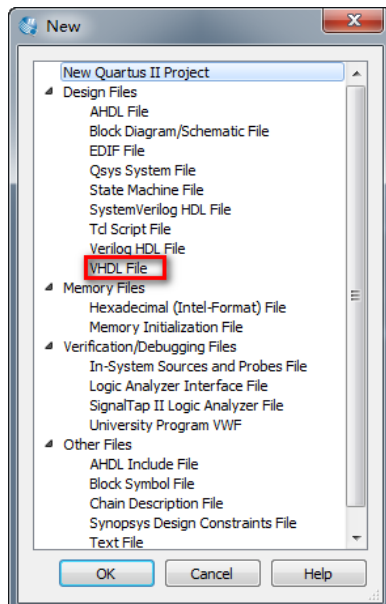 New
New Quartus II Project
Design Files
AHDL File
Block Diagram/Schematic File
EDIF File
Qsys System File
State Machine File
SystemVerilog HDL File
Tcl Script File
Verilog HDL File
VHDL File
Memory Files
Hexadecimal (Intel-Format) File
Memory Initialization File
Verification/Debugging Files
In-System Sources and Probes File
Logic Analyzer Interface File
SignalTap II Logic Analyzer File
University Program VWF
Other Files
AHDL Include File
Block Symbol File
Chain Description File
Synopsys Design Constraints File
Text File
OK Cancel Help